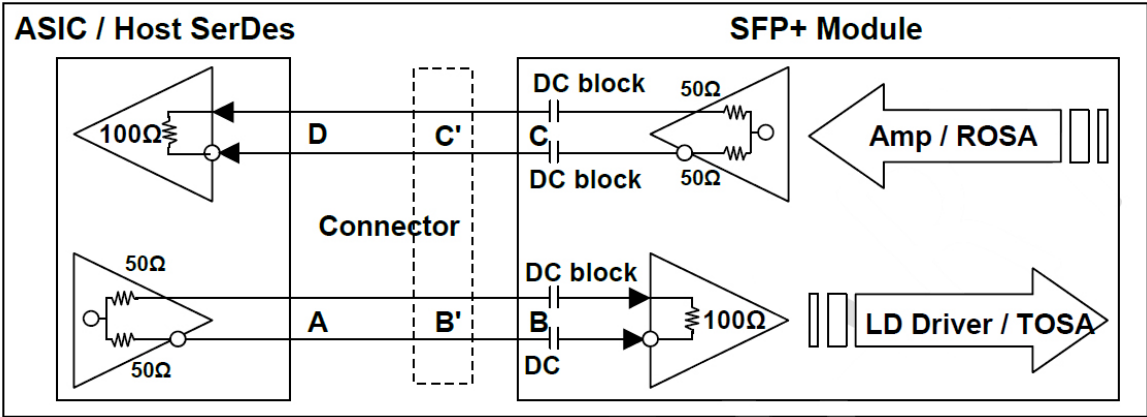 ASIC / Host SerDes
SFP+ Module
DC block
50Ω
100Ω
D
C'
C
Amp / ROSA
DC block
50Ω
Connector
50Ω
DC block
A
B'
B
100Ω
LD Driver / TOSA
50Ω
DC